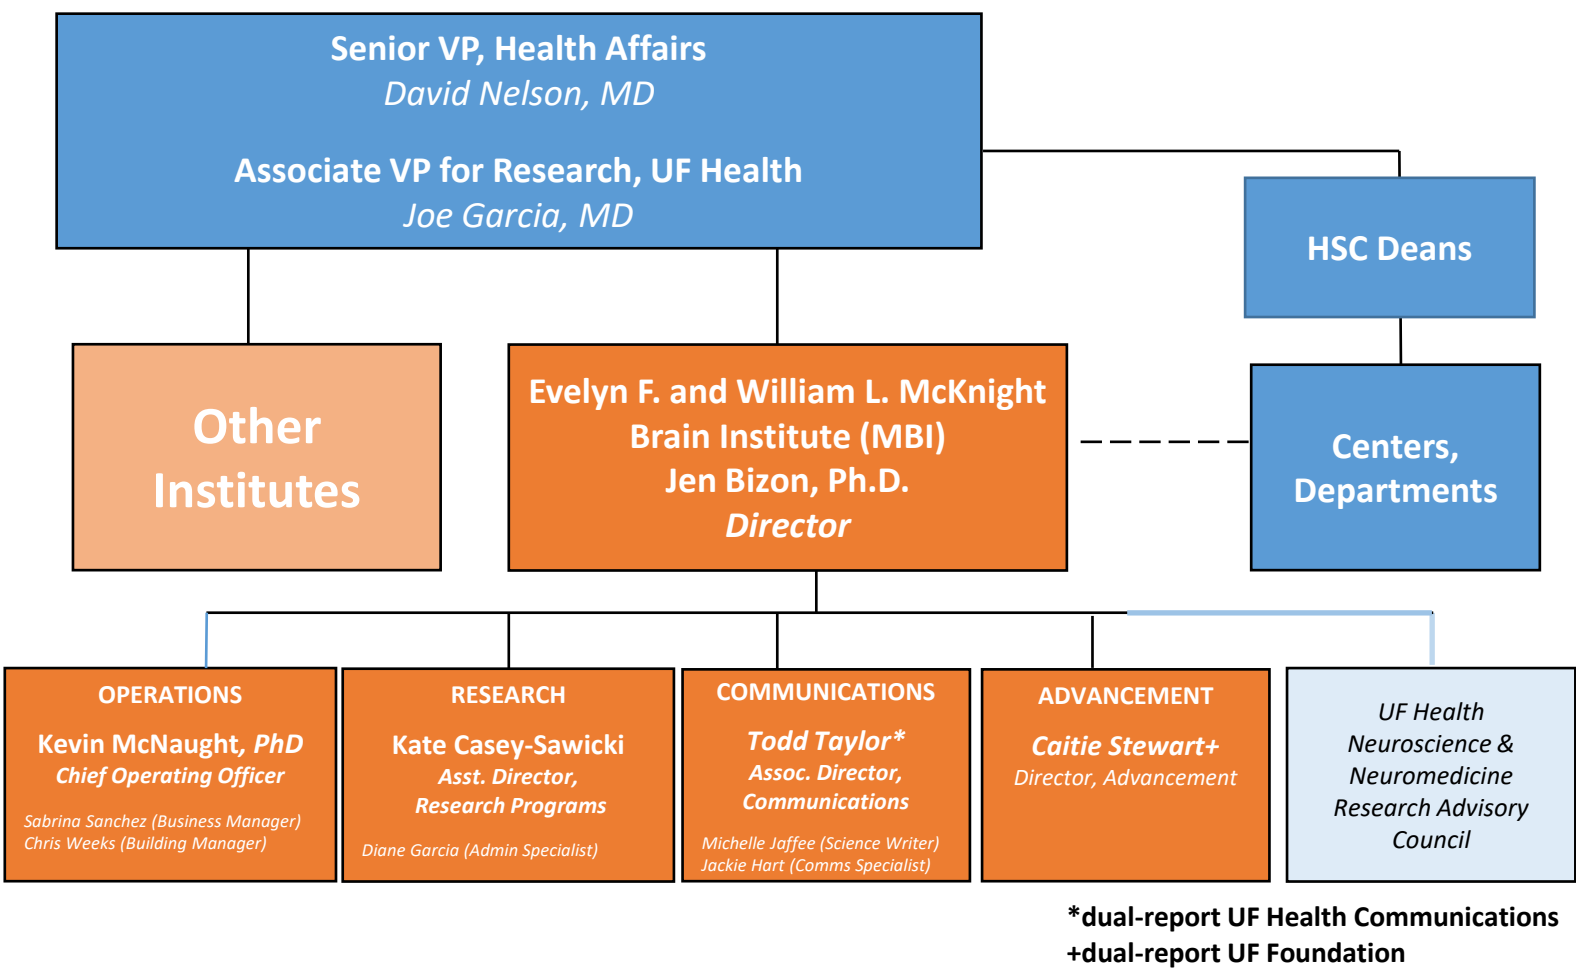 Senior VP, Health Affairs
David Nelson, MD
Associate VP for Research, UF Health
Joe Garcia, MD
HSC Deans
Other
Institutes
Evelyn F. and William L. McKnight
Brain Institute (MBI)
Jen Bizon, Ph.D.
Director
Centers,
Departments
OPERATIONS
Kevin McNaught, PhD
Chief Operating Officer
Sabrina Sanchez (Business Manager)
Chris Weeks (Building Manager)
RESEARCH
Kate Casey-Sawicki
Asst. Director,
Research Programs
Diane Garcia (Admin Specialist)
COMMUNICATIONS
Todd Taylor*
Assoc. Director,
Communications
Michelle Jaffee (Science Writer)
Jackie Hart (Comms Specialist)
ADVANCEMENT
Caitie Stewart+
Director, Advancement
UF Health
Neuroscience &
Neuromedicine
Research Advisory
Council
*dual-report UF Health Communications
+dual-report UF Foundation